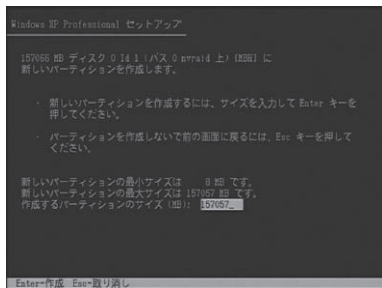 Windows XP Professional セットアップ
157066 MB ディスク 0 Id 1 (バス 0 nvraid 上) [MBR] に
新しいパーティションを作成します。
・ 新しいパーティションを作成するには、サイズを入力して Enter キーを
押してください。
・ パーティションを作成しないで前の画面に戻るには、Esc キーを押して
ください。
新しいパーティションの最小サイズは 8 MB です。
新しいパーティションの最大サイズは 157057 MB です。
作成するパーティションのサイズ (MB): 157057_
Enter=作成 Esc=取り消し